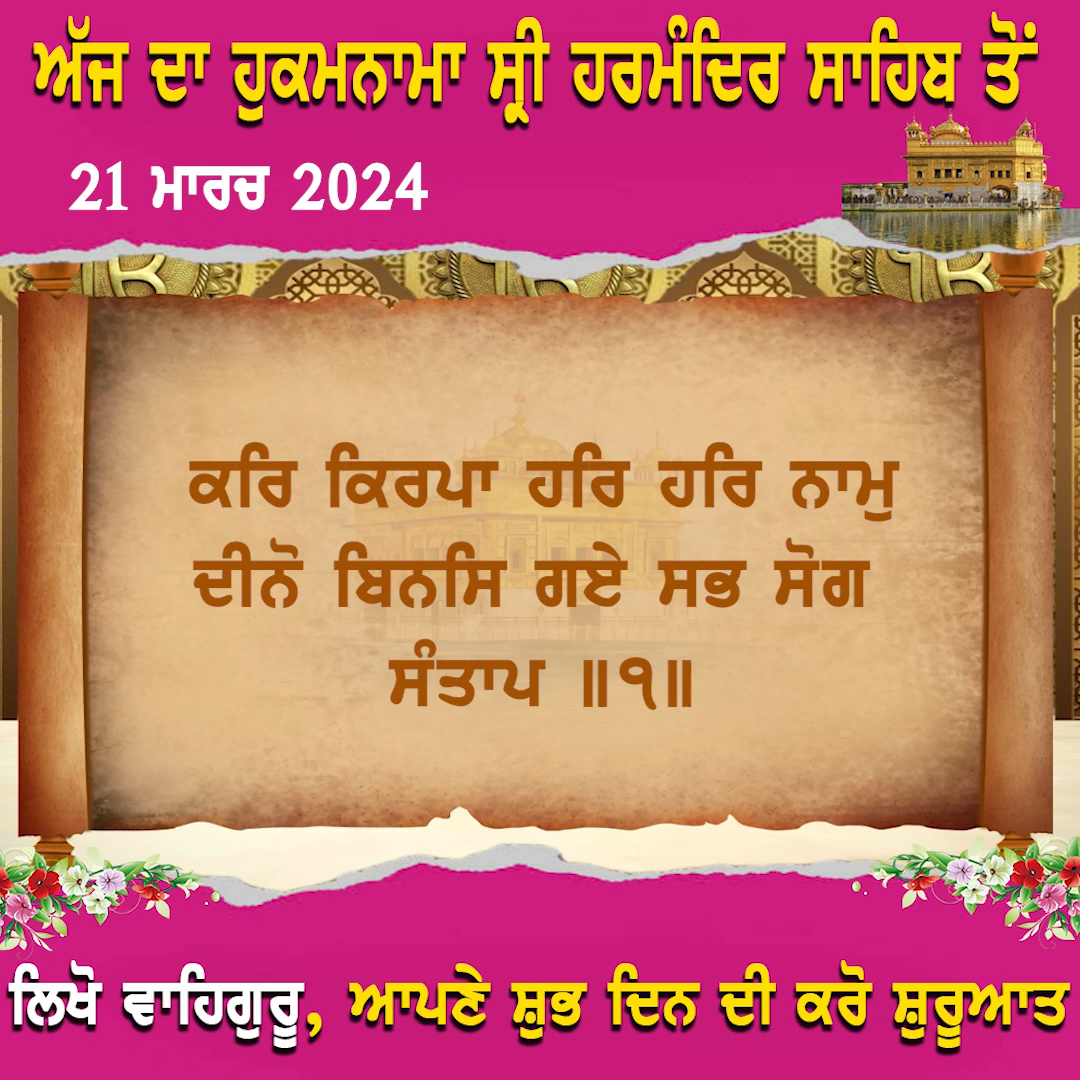 ਅੱਜ ਦਾ ਹੁਕਮਨਾਮਾ ਸ੍ਰੀ ਹਰਮੰਦਿਰ ਸਾਹਿਬ ਤੋਂ
21 ਮਾਰਚ 2024
ਕਰਿ ਕਿਰਪਾ ਹਰਿ ਹਰਿ ਨਾਮੁ
ਦੀਨੋ ਬਿਨਸਿ ਗਏ ਸਭ ਸੋਗ
ਸੰਤਾਪ ॥੧॥
ਲਿਖੋ ਵਾਹਿਗੁਰੂ, ਆਪਣੇ ਸ਼ੁਭ ਦਿਨ ਦੀ ਕਰੋ ਸ਼ੁਰੂਆਤ